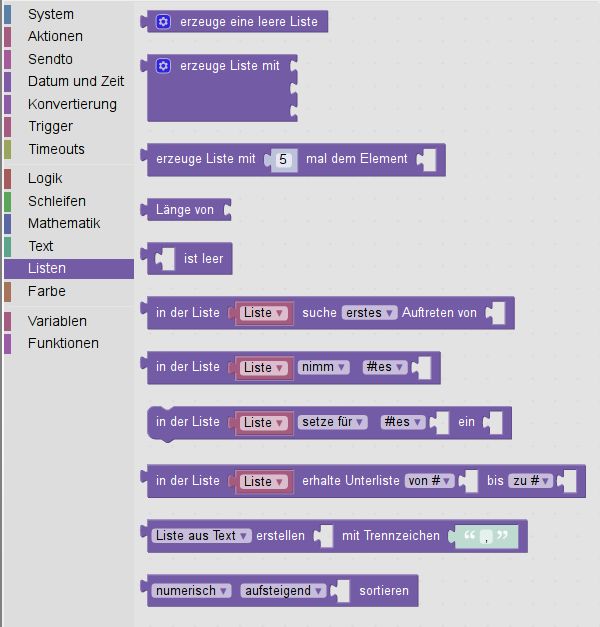 System
Aktionen
Sendto
Datum und Zeit
Konvertierung
Trigger
Timeouts
Logik
Schleifen
Mathematik
Text
Listen
Farbe
Variablen
Funktionen
erzeuge eine leere Liste
erzeuge Liste mit
erzeuge Liste mit 5 mal dem Element
Länge von
ist leer
in der Liste Liste ▾ suche erstes ▾ Auftreten von
in der Liste Liste ▾ nimm ▾ #tes ▾
in der Liste Liste ▾ setze für ▾ #tes ▾ ein
in der Liste Liste ▾ erhalte Unterliste von # ▾ bis zu # ▾
Liste aus Text ▾ erstellen mit Trennzeichen “ , ”
numerisch ▾ aufsteigend ▾ sortieren